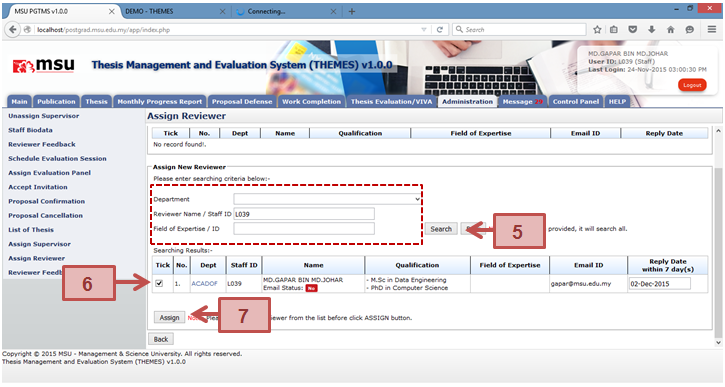 MSU PGTMS v1.0.0
DEMO - THEMES
Connecting...
localhost/postgrad.msu.edu.my/app/index.php
Search
msu
Thesis Management and Evaluation System (THEMES) v1.0.0
MD.GAPAR BIN MD.JOHAR
User ID: L039 (Staff)
Last Login: 24-Nov-2015 03:00:30 PM
Logout
Main Publication Thesis Monthly Progress Report Proposal Defense Work Completion Thesis Evaluation/VIVA Administration Message 29 Control Panel HELP
Unassign Supervisor
Staff Biodata
Reviewer Feedback
Schedule Evaluation Session
Assign Evaluation Panel
Accept Invitation
Proposal Confirmation
Proposal Cancellation
List of Thesis
Assign Supervisor
Assign Reviewer
Reviewer Feedb
Assign Reviewer
Tick No. Dept Name Qualification Field of Expertise Email ID Reply Date
No record found!.
Assign New Reviewer
Please enter searching criteria below:-
Department
Reviewer Name / Staff ID L039
Field of Expertise / ID
Search
5
provided, it will search all.
Searching Results:-
Tick No. Dept Staff ID Name Qualification Field of Expertise Email ID Reply Date within 7 day(s)
6
1. ACADOF L039 MD.GAPAR BIN MD.JOHAR - M.Sc in Data Engineering gapar@msu.edu.my 02-Dec-2015
Email Status: No - PhD in Computer Science
Assign
7
ewer from the list before click ASSIGN button.
Back
Copyright © 2015 MSU - Management & Science University. All rights reserved.
Thesis Management and Evaluation System (THEMES) v1.0.0